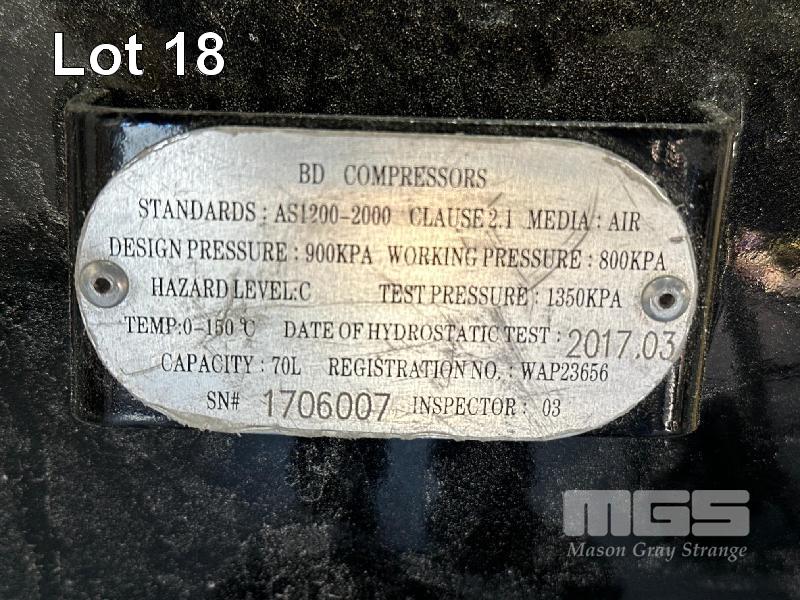 Lot 18
BD COMPRESSORS
STANDARDS : AS1200-2000 CLAUSE 2.1 MEDIA : AIR
DESIGN PRESSURE : 900KPA WORKING PRESSURE : 800KPA
HAZARD LEVEL:C TEST PRESSURE : 1350KPA
TEMP:0-150 ℃ DATE OF HYDROSTATIC TEST : 2017.03
CAPACITY : 70L REGISTRATION NO. : WAP23656
SN# 1706007 INSPECTOR : 03
MGS
Mason Gray Strange